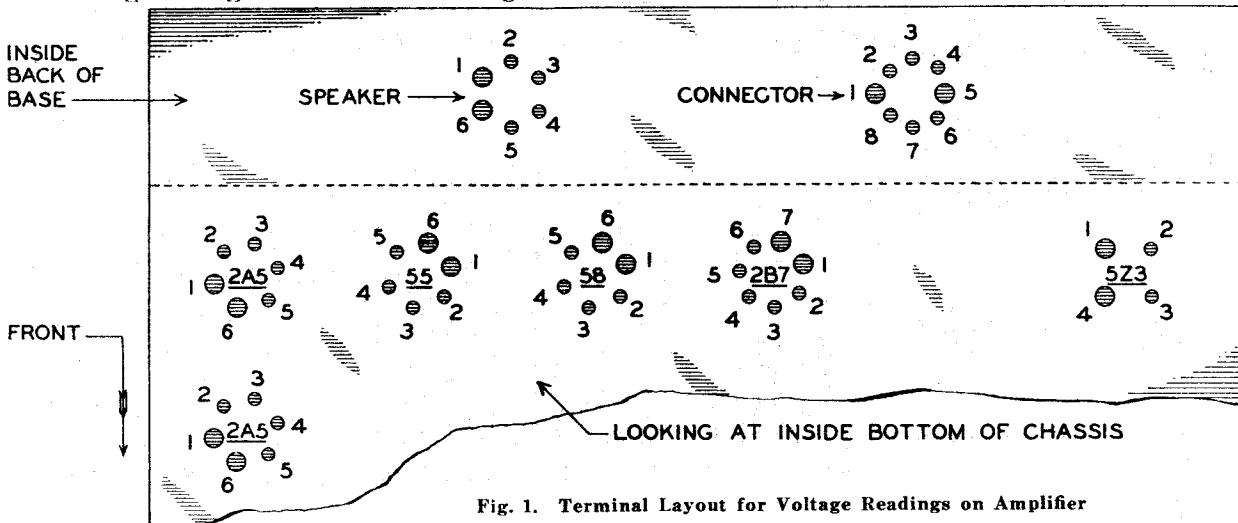 INSIDE
BACK OF
BASE
SPEAKER
1 2 3 4 5 6
CONNECTOR
1 2 3 4 5 6 7 8
2A5
1 2 3 4 5 6
55
1 2 3 4 5 6
58
1 2 3 4 5 6
2B7
1 2 3 4 5 6 7
5Z3
1 2 3 4
FRONT
2A5
1 2 3 4 5 6
LOOKING AT INSIDE BOTTOM OF CHASSIS
Fig. 1. Terminal Layout for Voltage Readings on Amplifier